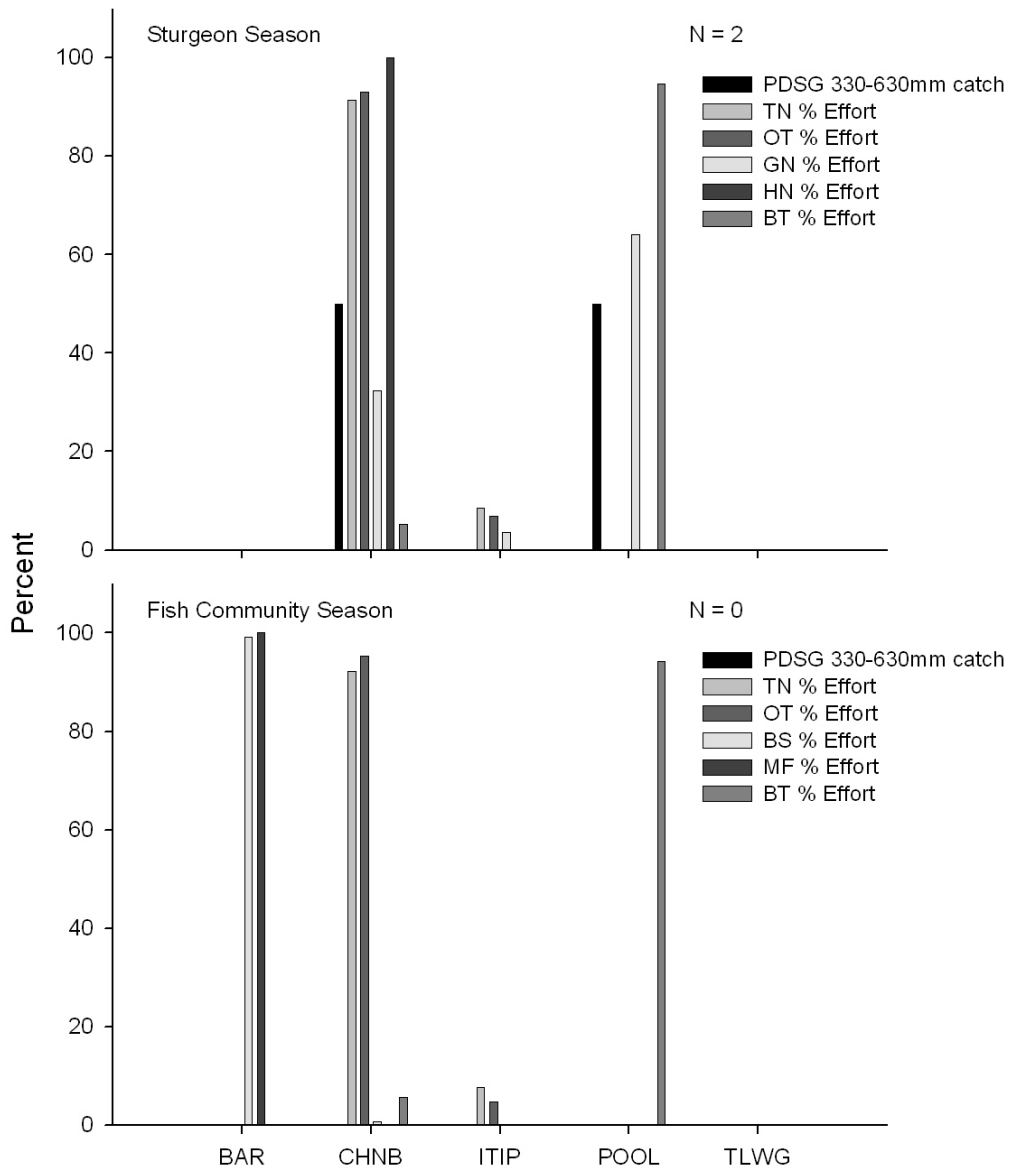 Sturgeon Season
N = 2
100
80
60
40
20
0
PDSG 330-630mm catch
TN % Effort
OT % Effort
GN % Effort
HN % Effort
BT % Effort
Percent
Fish Community Season
N = 0
100
80
60
40
20
0
PDSG 330-630mm catch
TN % Effort
OT % Effort
BS % Effort
MF % Effort
BT % Effort
BAR CHNB ITIP POOL TLWG